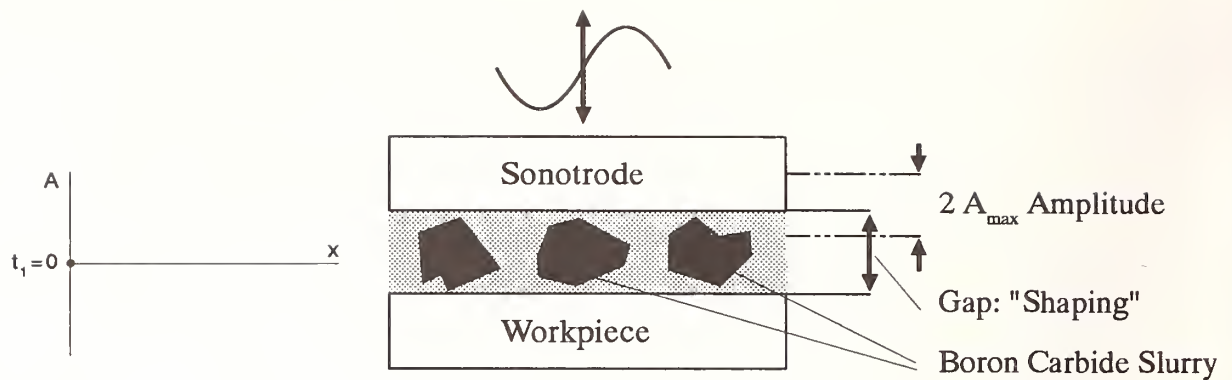 Sonotrode
A
2 Amax Amplitude
x
t1=0
Gap: "Shaping"
Workpiece
Boron Carbide Slurry